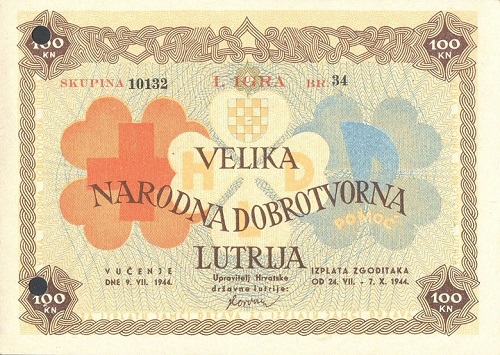 100 KN 100 KN
SKUPINA 10132 I. IGRA BR. 34
H D L
POMOĆ
VELIKA
NARODNA DOBROTVORNA
LUTRIJA
VUČENJE
DNE 9. VII. 1944.
Upravitelj Hrvatske
državne lutrije:
ISPLATA ZGODITAKA
OD 24. VII. - 7. X. 1944.
100 KN 100 KN